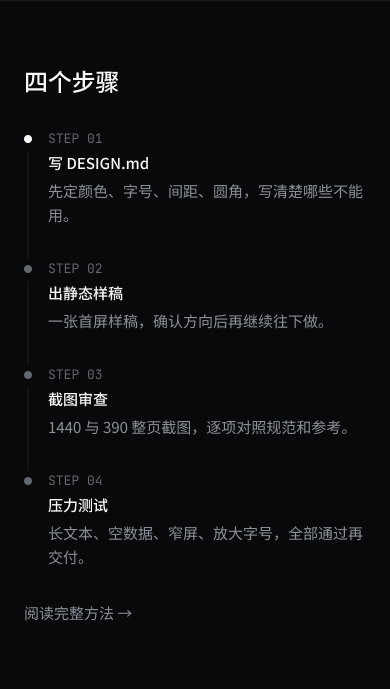 四个步骤
STEP 01
写 DESIGN.md
先定颜色、字号、间距、圆角，写清楚哪些不能
用。
STEP 02
出静态样稿
一张首屏样稿，确认方向后再继续往下做。
STEP 03
截图审查
1440 与 390 整页截图，逐项对照规范和参考。
STEP 04
压力测试
长文本、空数据、窄屏、放大字号，全部通过再
交付。
阅读完整方法 →